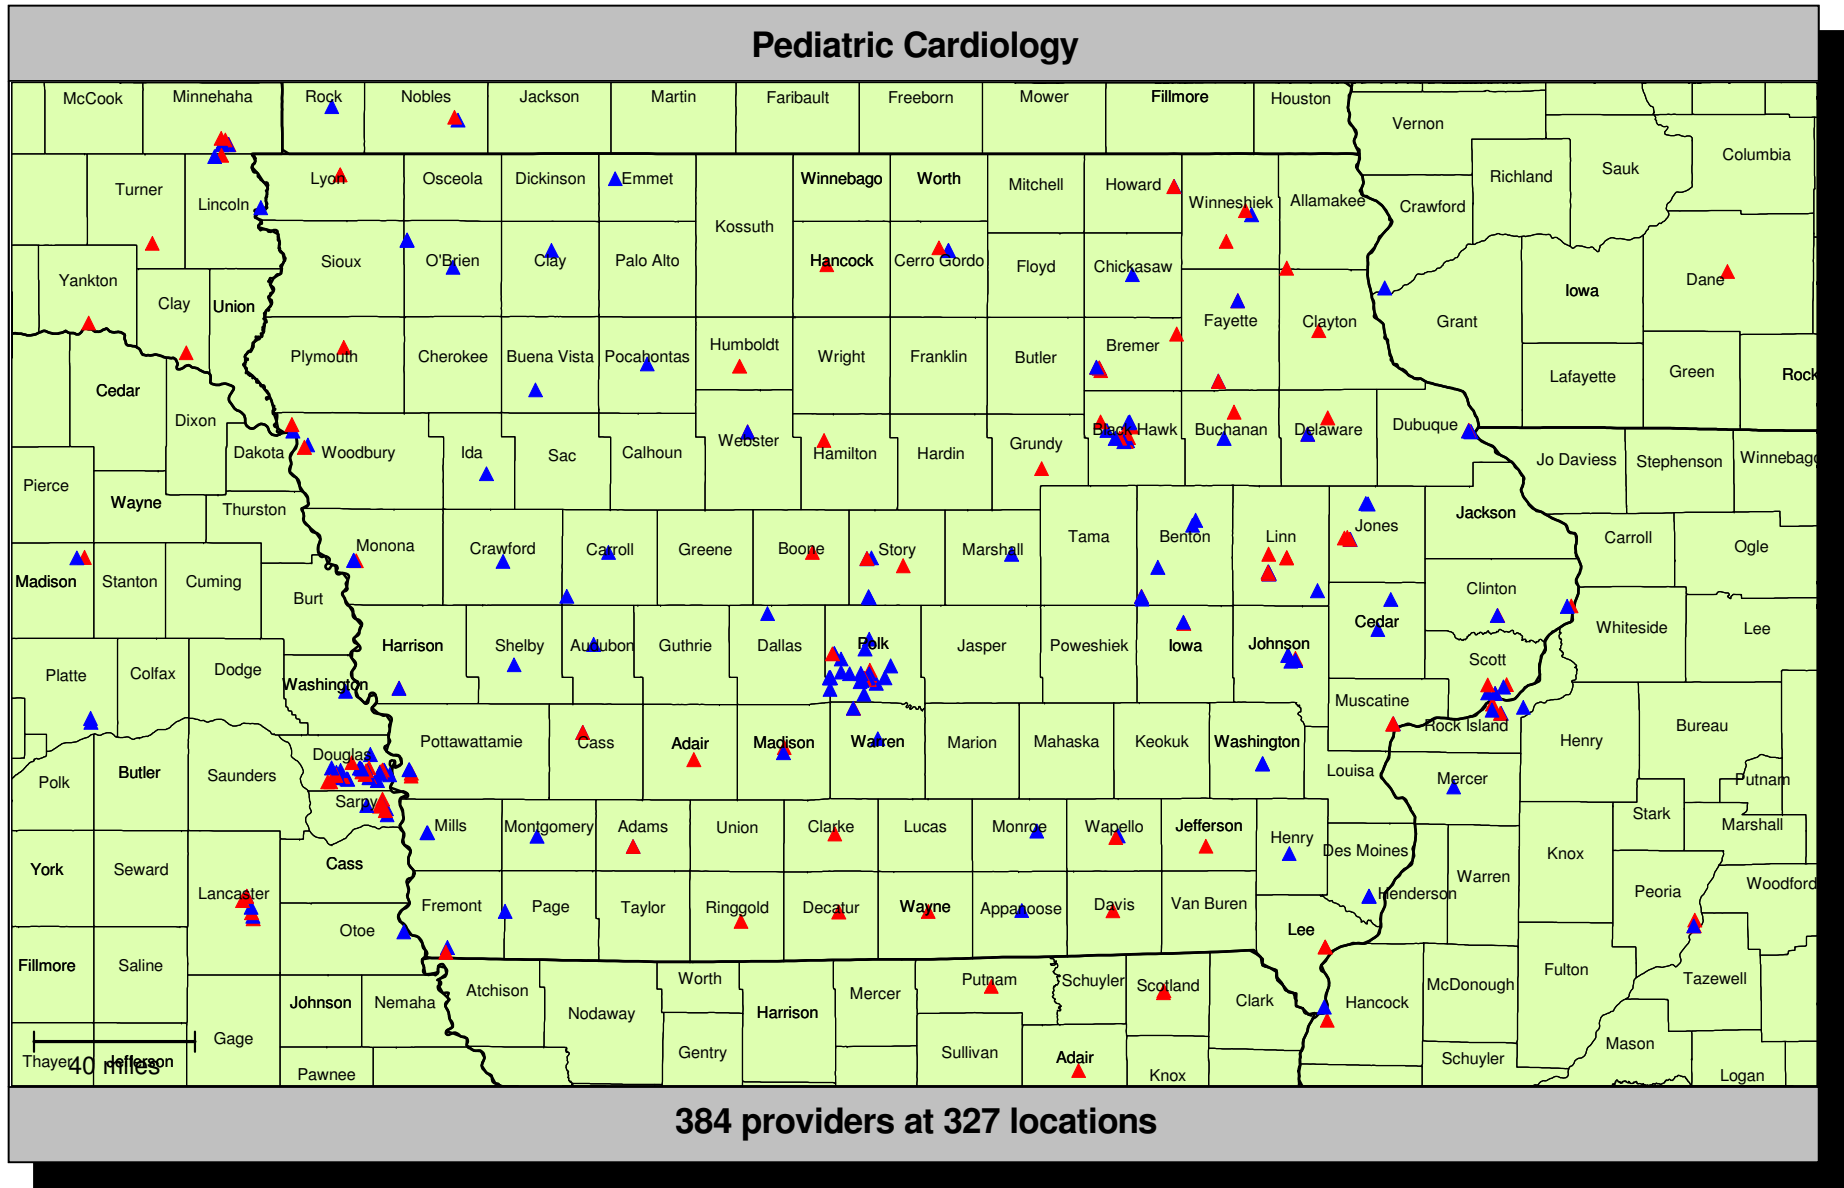 Pediatric Cardiology
McCook Minnehaha Rock Nobles Jackson Martin Faribault Freeborn Mower Fillmore Houston
Vernon
Columbia
Sauk
Richland
Turner Lincoln Lyon Osceola Dickinson Emmet Winnebago Worth Mitchell Howard Winneshiek Allamakee Crawford
Kossuth
Yankton Clay Union Sioux O'Brien Clay Palo Alto Hancock Cerro Gordo Floyd Chickasaw Iowa Dane
Fayette Clayton Grant
Plymouth Cherokee Buena Vista Pocahontas Humboldt Wright Franklin Butler Bremer
Lafayette Green Rock
Cedar
Dixon
Dakota Woodbury Ida Sac Calhoun Webster Hamilton Hardin Grundy Black Hawk Buchanan Delaware Dubuque
Jo Daviess Stephenson Winnebago
Pierce Wayne Thurston
Jackson
Monona Crawford Carroll Greene Boone Story Marshall Tama Benton Linn Jones Carroll Ogle
Madison Stanton Cuming Burt
Clinton
Harrison Shelby Audubon Guthrie Dallas Polk Jasper Poweshiek Iowa Johnson Cedar Whiteside Lee
Scott
Platte Colfax Dodge Washington
Muscatine Rock Island
Bureau
Pottawattamie Cass Adair Madison Warren Marion Mahaska Keokuk Washington Henry
Polk Butler Saunders Douglas Louisa Mercer Putnam
Sarpy
Mills Montgomery Adams Union Clarke Lucas Monroe Wapello Jefferson Henry Des Moines Stark Marshall
Knox
York Seward Cass Lancaster
Warren Peoria Woodford
Henderson
Fremont Page Taylor Ringgold Decatur Wayne Appanoose Davis Van Buren
Otoe Lee
Fillmore Saline
Johnson Nemaha Atchison Nodaway Worth Harrison Mercer Putnam Schuyler Scotland Clark Hancock McDonough Fulton Tazewell
Gage
Gentry Sullivan Adair Schuyler Mason
Thayer Jefferson
40 miles
Pawnee Knox Logan
384 providers at 327 locations